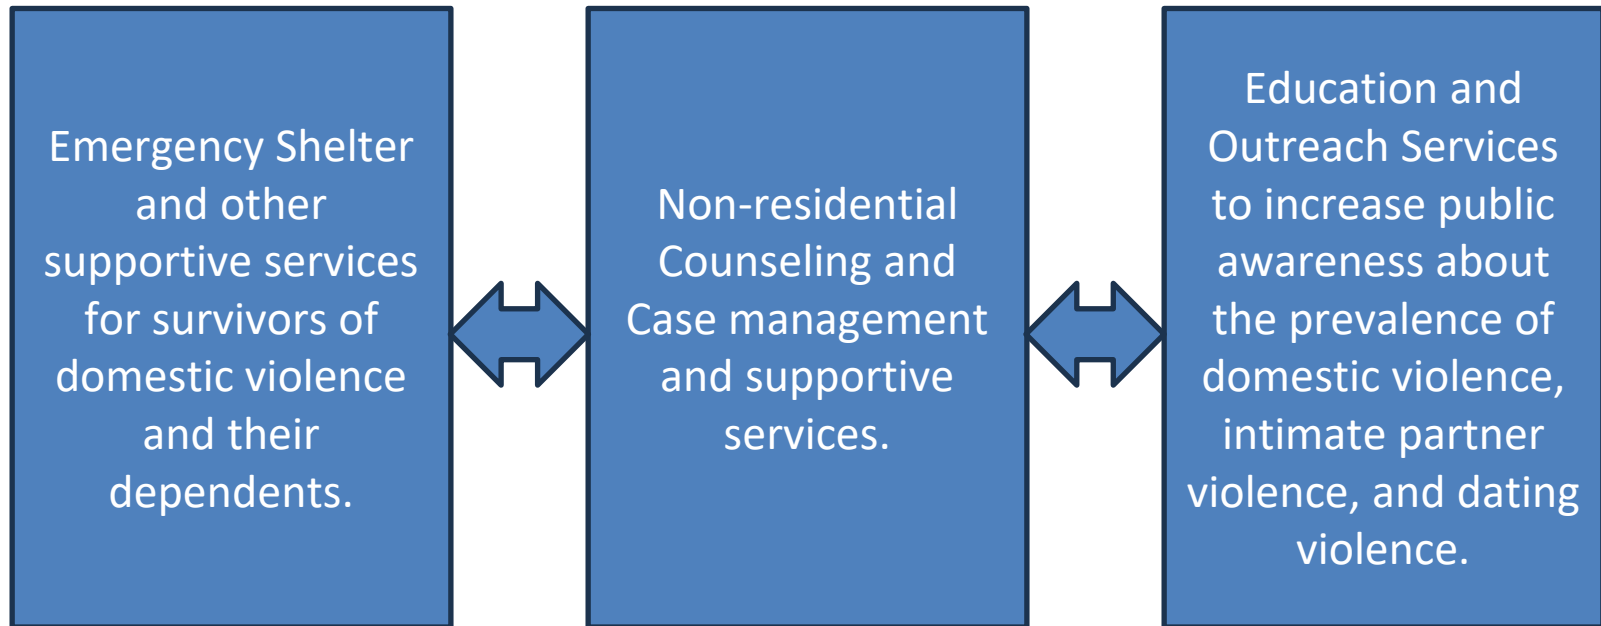 Emergency Shelter
and other
supportive services
for survivors of
domestic violence
and their
dependents.
Non-residential
Counseling and
Case management
and supportive
services.
Education and
Outreach Services
to increase public
awareness about
the prevalence of
domestic violence,
intimate partner
violence, and dating
violence.